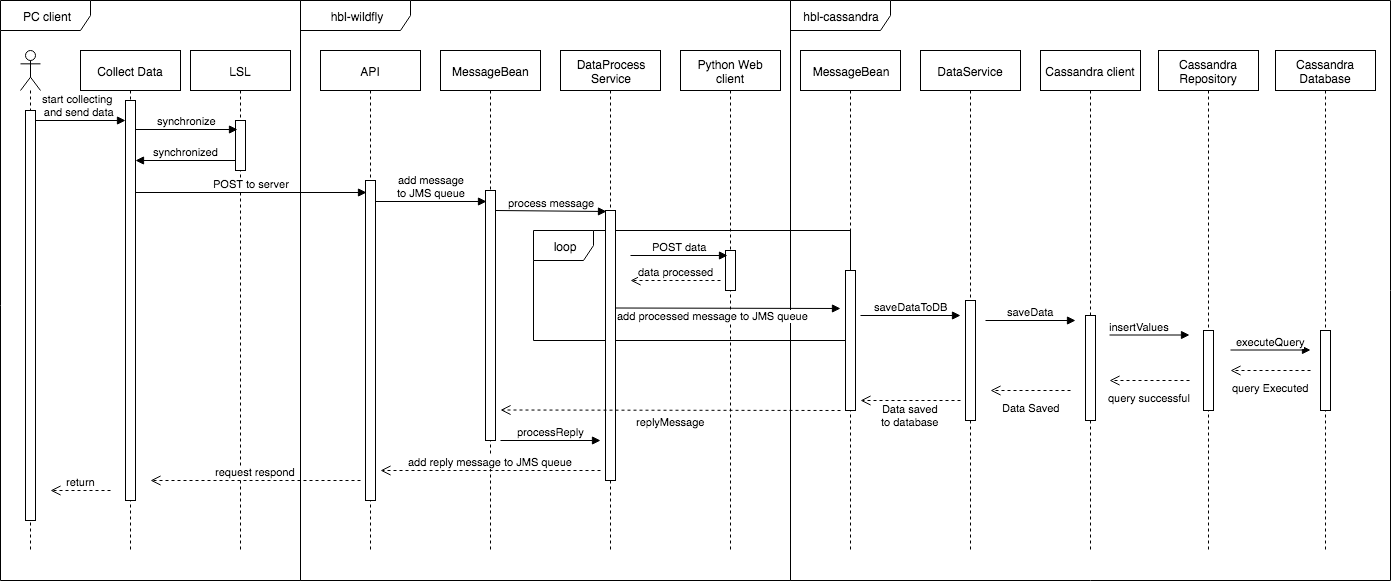 PC client
hbl-wildfly
hbl-cassandra
Collect Data
LSL
API
MessageBean
DataProcess
Service
Python Web
client
MessageBean
DataService
Cassandra client
Cassandra
Repository
Cassandra
Database
start collecting
and send data
synchronize
synchronized
POST to server
add message
to JMS queue
process message
loop
POST data
data processed
add processed message to JMS queue
saveDataToDB
saveData
insertValues
executeQuery
query Executed
query successful
Data Saved
Data saved
to database
replyMessage
processReply
add reply message to JMS queue
request respond
return